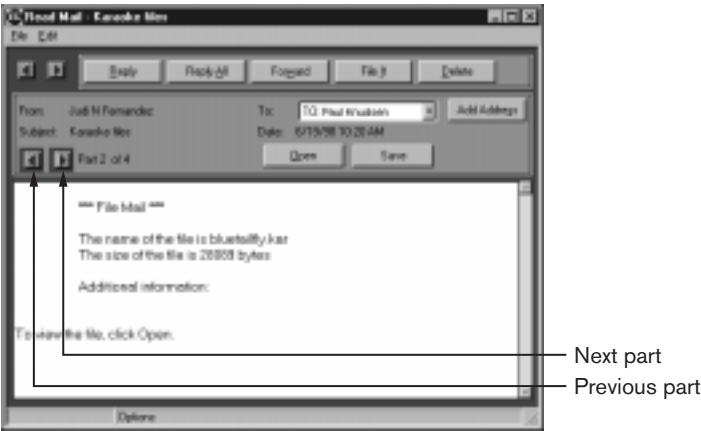 Read Mail - Karaoke files
File Edit
Reply Reply All Forward File It Delete
From: Judi N Fernandez To: TO: Paul Knudsen Add Address
Subject: Karaoke files Date: 6/19/98 10:20 AM
Part 2 of 4 Open Save
*** File Mail ***
The name of the file is bluetailfly.kar
The size of the file is 28089 bytes
Additional information:
To view the file, click Open.
Next part
Previous part
Options